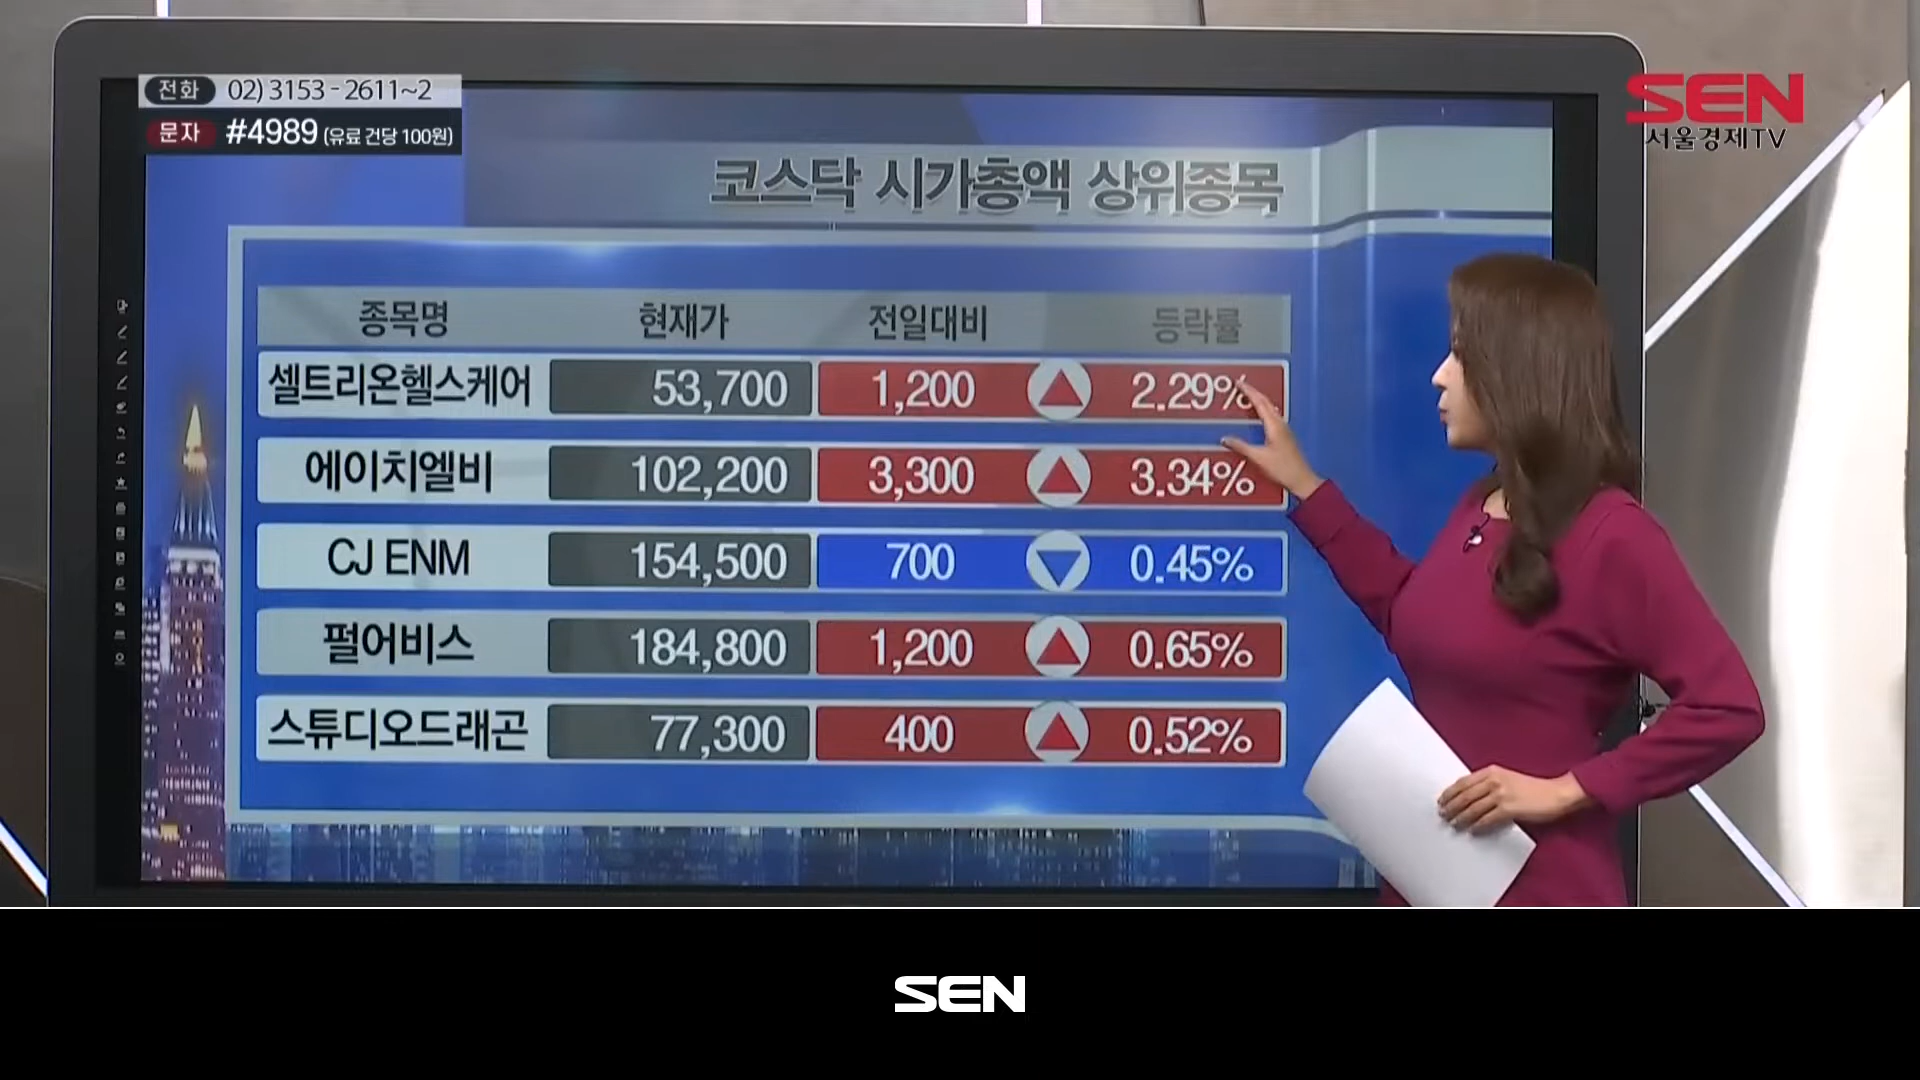 전화 02) 3153-2611~2
문자 #4989 (유료 건당 100원)
SEN
서울경제TV
코스닥 시가총액 상위종목
종목명 현재가 전일대비 등락률
셀트리온헬스케어 53,700 1,200 ▲ 2.29%
에이치엘비 102,200 3,300 ▲ 3.34%
CJ ENM 154,500 700 ▼ 0.45%
펄어비스 184,800 1,200 ▲ 0.65%
스튜디오드래곤 77,300 400 ▲ 0.52%
SEN